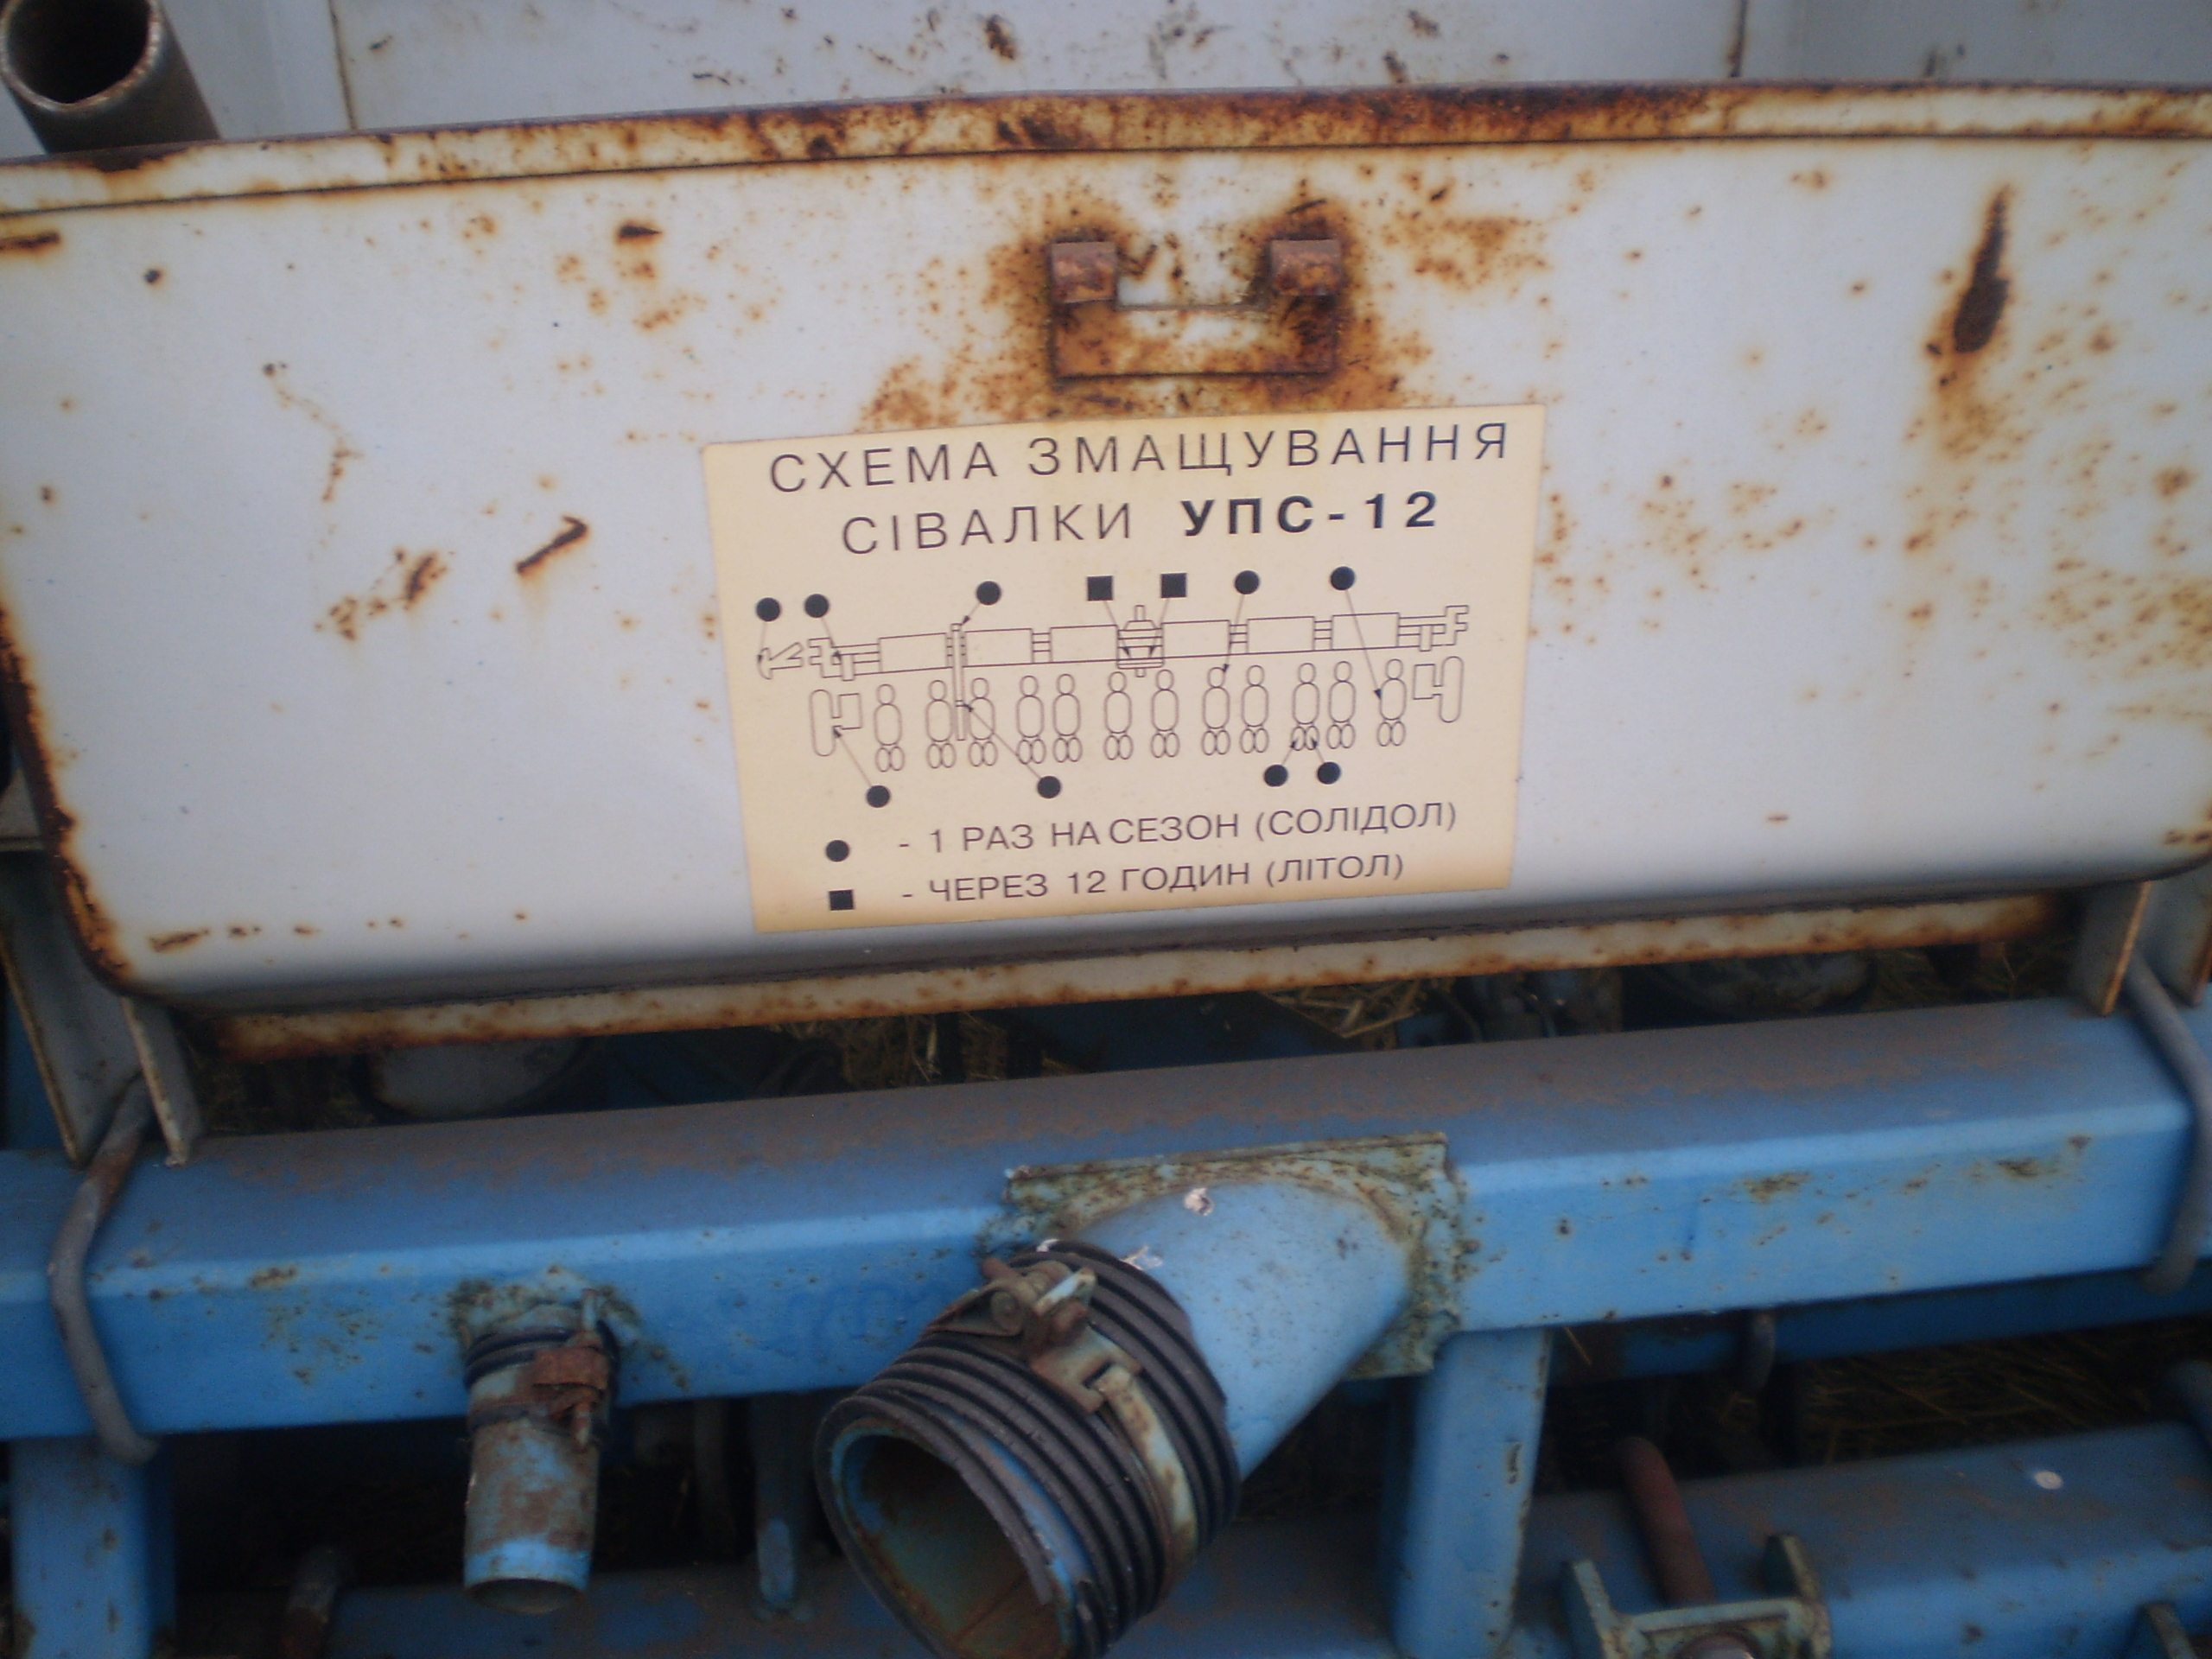 СХЕМА ЗМАЩУВАННЯ
СІВАЛКИ УПС-12
- 1 РАЗ НА СЕЗОН (СОЛІДОЛ)
- ЧЕРЕЗ 12 ГОДИН (ЛІТОЛ)